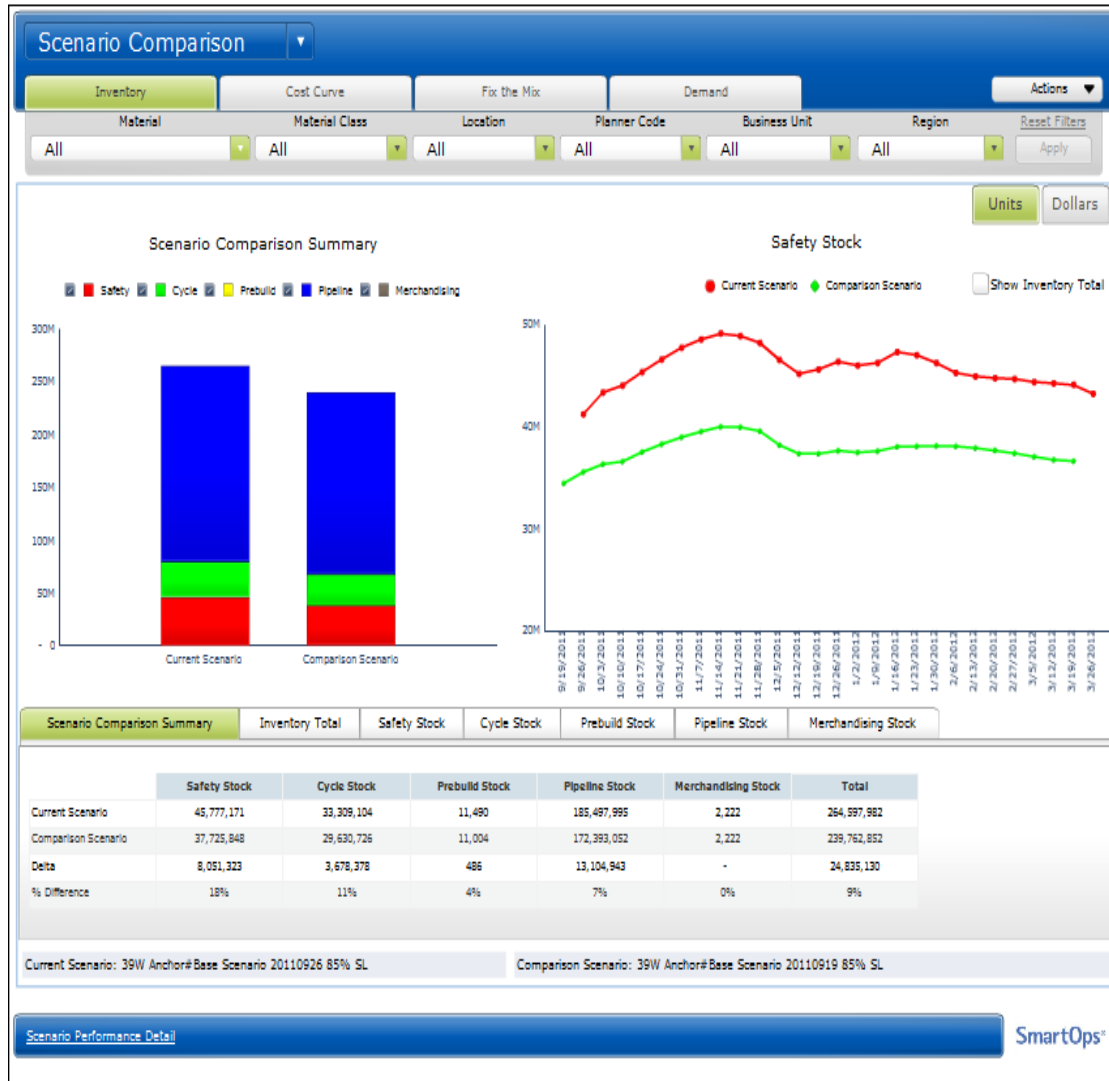 Scenario Comparison
Inventory Cost Curve Fix the Mix Demand Actions
Material Material Class Location Planner Code Business Unit Region Reset Filters
All All All All All All Apply
Units Dollars
Scenario Comparison Summary
Safety Cycle Prebuild Pipeline Merchandising
300M
250M
200M
150M
100M
50M
- 0
Current Scenario Comparison Scenario
Safety Stock
Current Scenario Comparison Scenario Show Inventory Total
50M
40M
30M
20M
9/19/2011 9/26/2011 10/3/2011 10/10/2011 10/17/2011 10/24/2011 10/31/2011 11/7/2011 11/14/2011 11/21/2011 11/28/2011 12/5/2011 12/12/2011 12/19/2011 12/26/2011 1/2/2012 1/9/2012 1/16/2012 1/23/2012 1/30/2012 2/6/2012 2/13/2012 2/20/2012 2/27/2012 3/5/2012 3/12/2012 3/19/2012 3/26/2012
Scenario Comparison Summary Inventory Total Safety Stock Cycle Stock Prebuild Stock Pipeline Stock Merchandising Stock
Safety Stock Cycle Stock Prebuild Stock Pipeline Stock Merchandising Stock Total
Current Scenario 45,777,171 33,309,104 11,490 185,497,995 2,222 264,597,982
Comparison Scenario 37,725,848 29,630,726 11,004 172,393,052 2,222 239,762,852
Delta 8,051,323 3,678,378 486 13,104,943 - 24,835,130
% Difference 18% 11% 4% 7% 0% 9%
Current Scenario: 39W Anchor#Base Scenario 20110926 85% SL Comparison Scenario: 39W Anchor#Base Scenario 20110919 85% SL
Scenario Performance Detail SmartOps